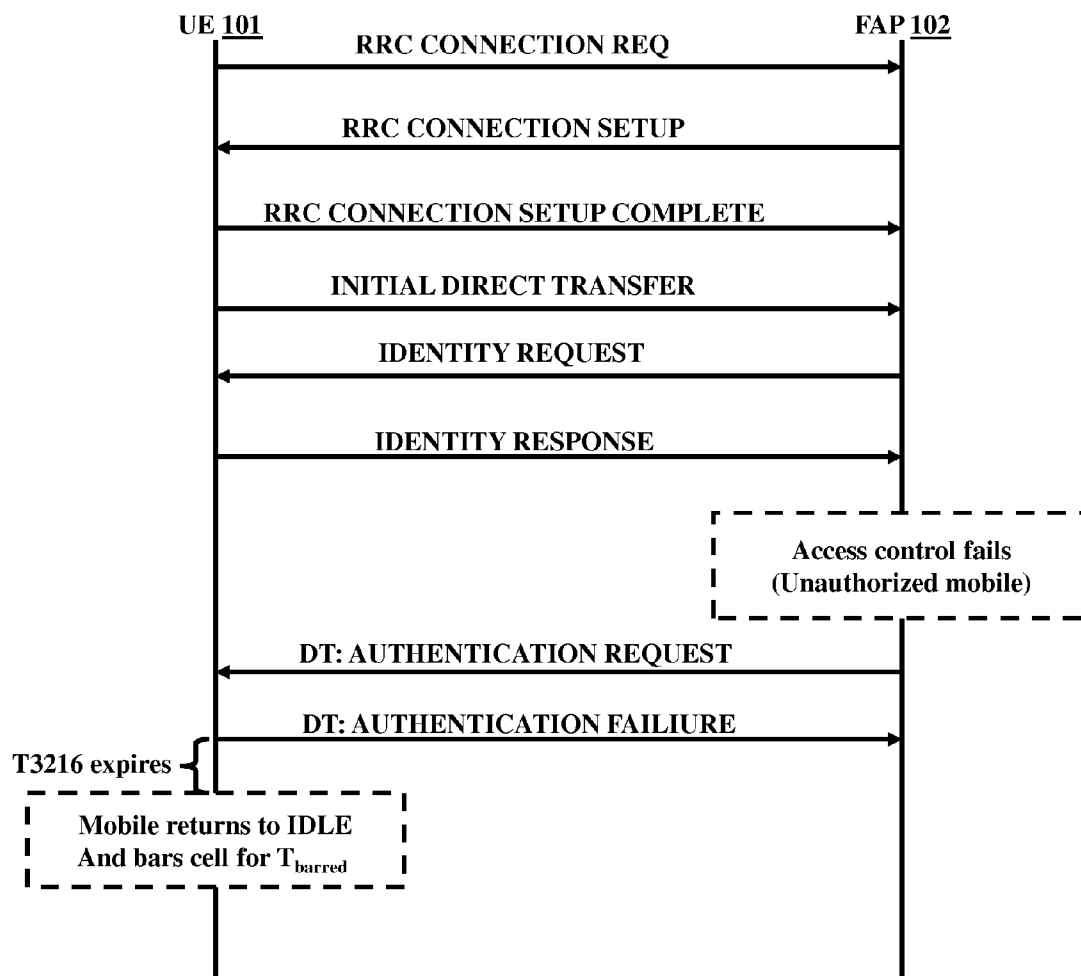 UE 101
FAP 102
RRC CONNECTION REQ
RRC CONNECTION SETUP
RRC CONNECTION SETUP COMPLETE
INITIAL DIRECT TRANSFER
IDENTITY REQUEST
IDENTITY RESPONSE
Access control fails
(Unauthorized mobile)
DT: AUTHENTICATION REQUEST
DT: AUTHENTICATION FAILIURE
T3216 expires
Mobile returns to IDLE
And bars cell for Tbarred